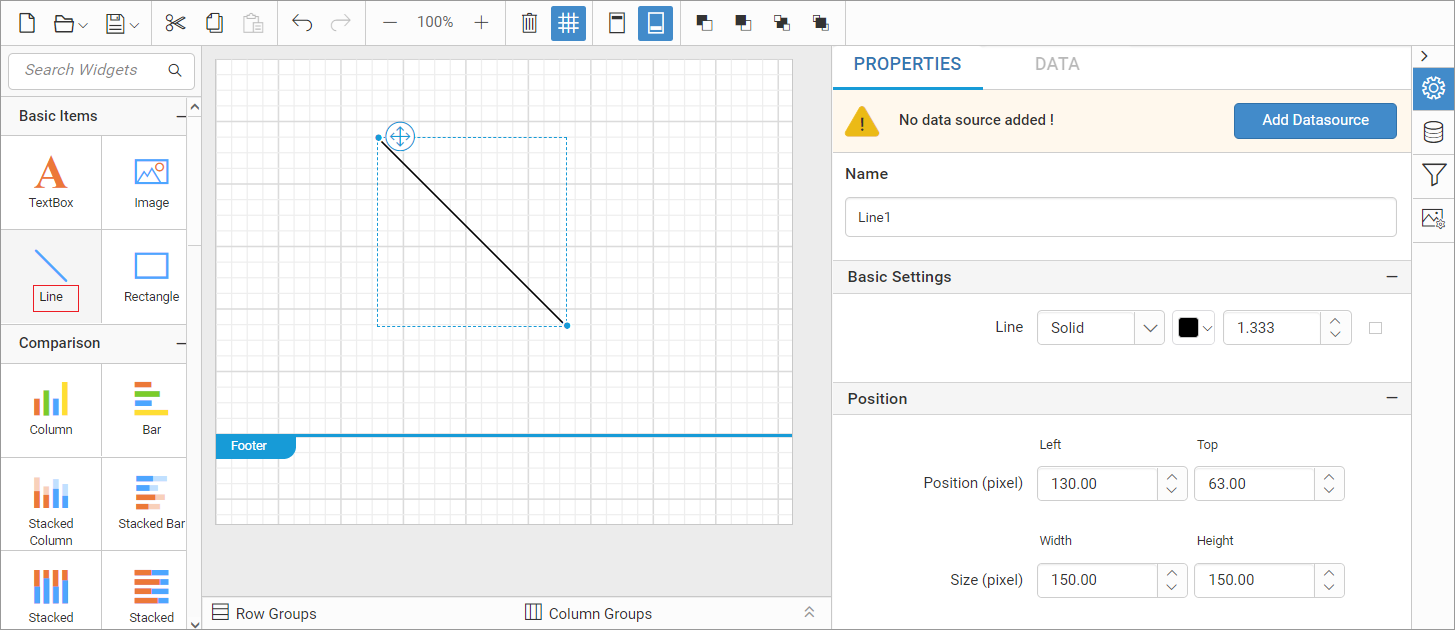 100%
Search Widgets
Basic Items
TextBox
Image
Line
Rectangle
Comparison
Column
Bar
Stacked
Column
Stacked Bar
Stacked
Stacked
Footer
Row Groups
Column Groups
PROPERTIES
DATA
No data source added !
Add Datasource
Name
Line1
Basic Settings
Line
Solid
1.333
Position
Left
Top
Position (pixel)
130.00
63.00
Width
Height
Size (pixel)
150.00
150.00